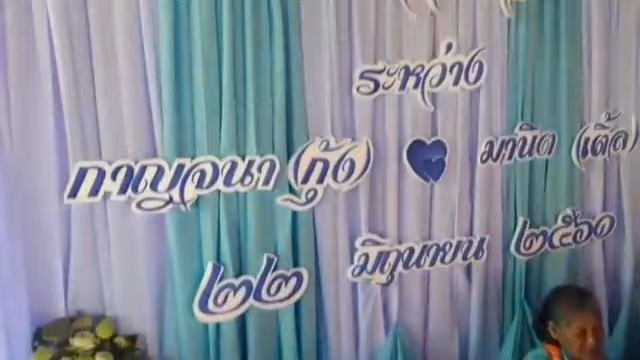 ระหว่าง
กาญจนา (กุ้ง) มานิต (เติ้ล)
๒๒ มิถุนายน ๒๕๖๑